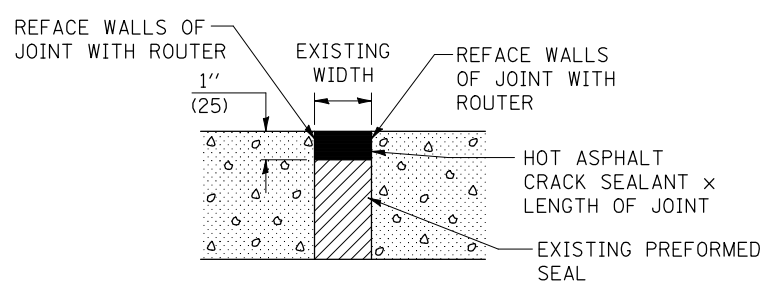 REFACE WALLS OF
JOINT WITH ROUTER
EXISTING
WIDTH
REFACE WALLS
OF JOINT WITH
ROUTER
1''
(25)
HOT ASPHALT
CRACK SEALANT ×
LENGTH OF JOINT
EXISTING PREFORMED
SEAL